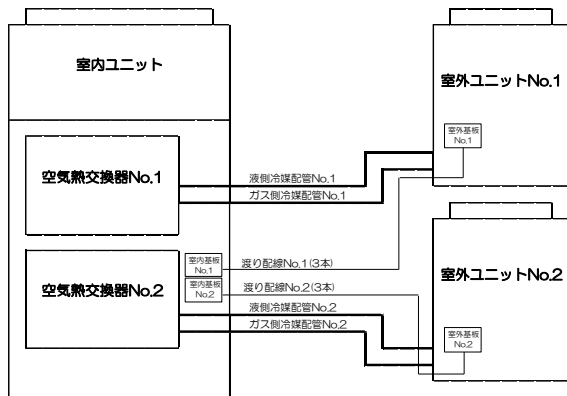 室内ユニット
空気熱交換器No.1
空気熱交換器No.2
室内基板
No.1
室内基板
No.2
液側冷媒配管No.1
ガス側冷媒配管No.1
渡り配線No.1(3本)
渡り配線No.2(3本)
液側冷媒配管No.2
ガス側冷媒配管No.2
室外ユニットNo.1
室外基板
No.1
室外ユニットNo.2
室外基板
No.2